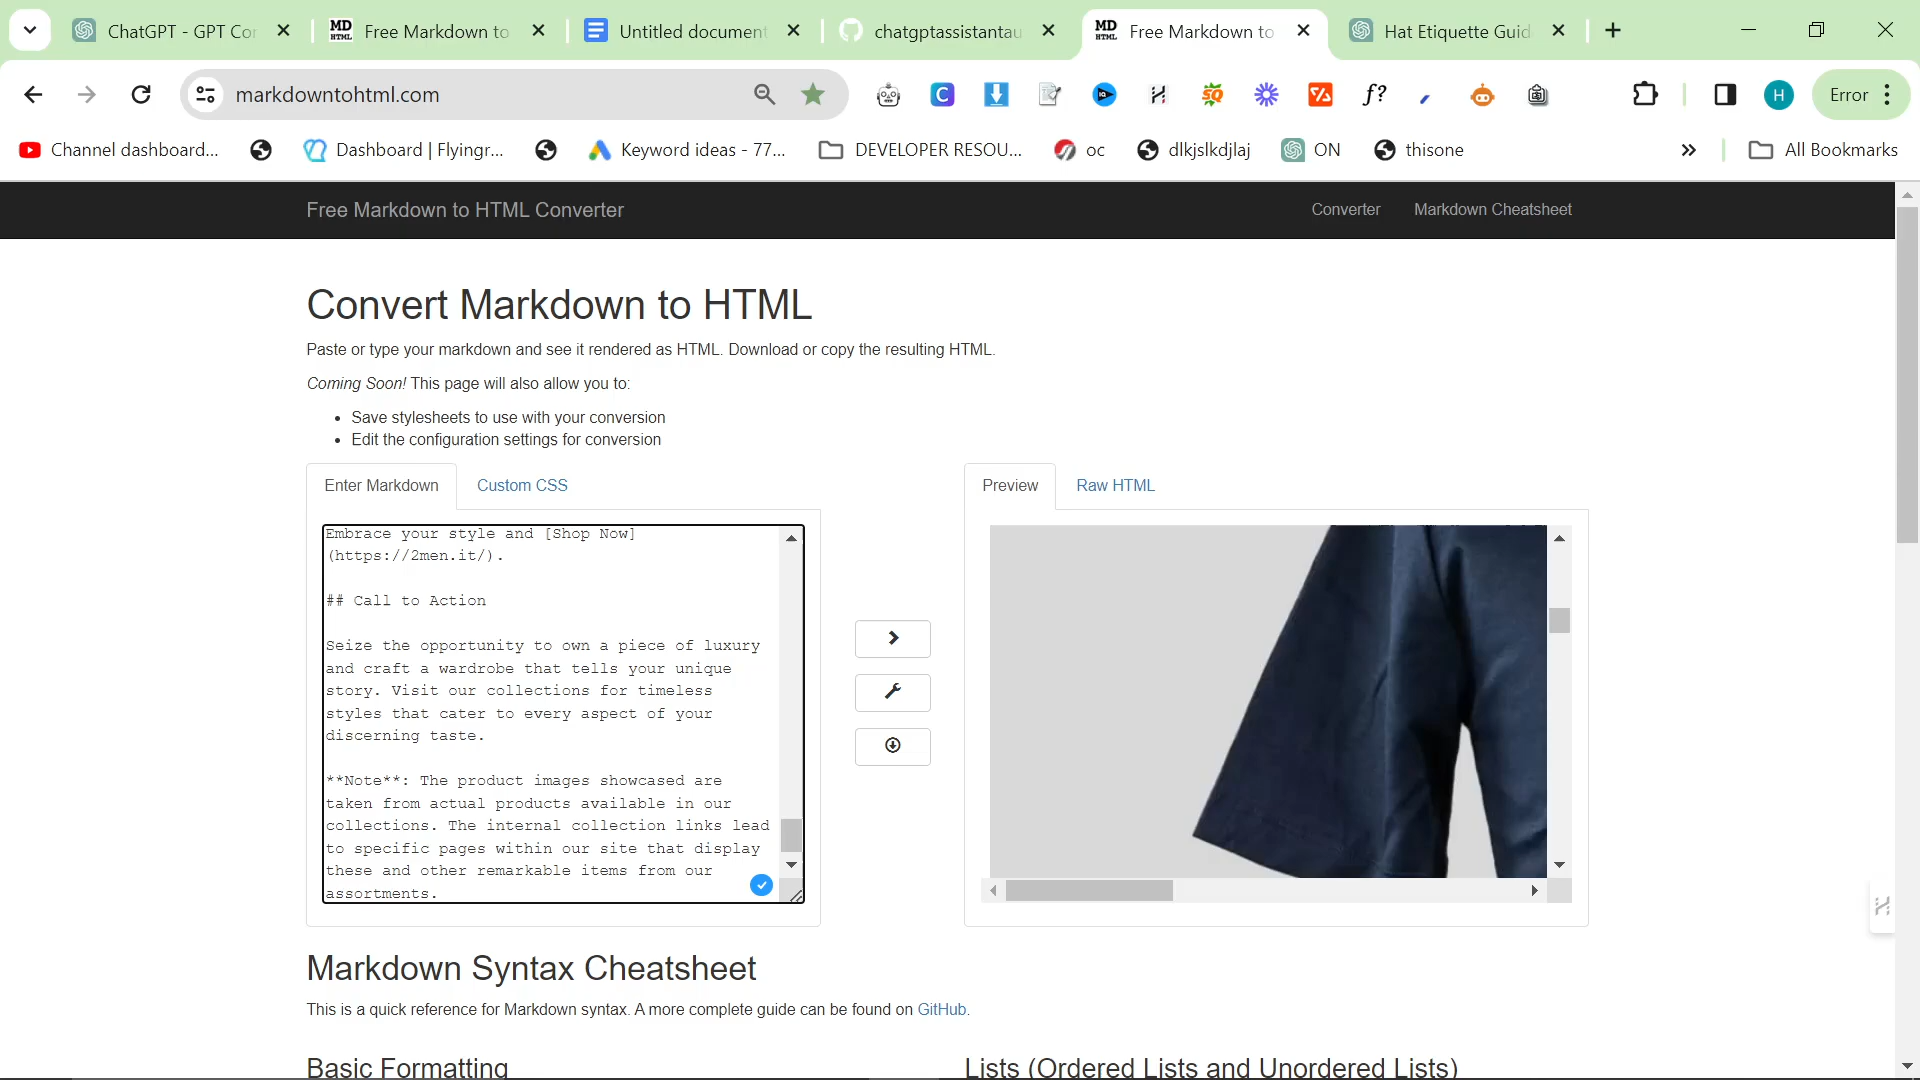 ChatGPT - GPT Cor
Free Markdown to
Untitled document
chatgptassistantau
Free Markdown to
Hat Etiquette Guid
markdowntohtml.com
H
Error
Channel dashboard...
Dashboard | Flyingr...
Keyword ideas - 77...
DEVELOPER RESOU...
oc
dlkjslkdjlaj
ON
thisone
All Bookmarks
Free Markdown to HTML Converter
Converter
Markdown Cheatsheet
Convert Markdown to HTML
Paste or type your markdown and see it rendered as HTML. Download or copy the resulting HTML.
Coming Soon! This page will also allow you to:
• Save stylesheets to use with your conversion
• Edit the configuration settings for conversion
Enter Markdown
Custom CSS
Preview
Raw HTML
Embrace your style and [Shop Now]
(https://2men.it/).
## Call to Action
Seize the opportunity to own a piece of luxury
and craft a wardrobe that tells your unique
story. Visit our collections for timeless
styles that cater to every aspect of your
discerning taste.
**Note**: The product images showcased are
taken from actual products available in our
collections. The internal collection links lead
to specific pages within our site that display
these and other remarkable items from our
assortments.
Markdown Syntax Cheatsheet
This is a quick reference for Markdown syntax. A more complete guide can be found on GitHub.
Basic Formatting
Lists (Ordered Lists and Unordered Lists)